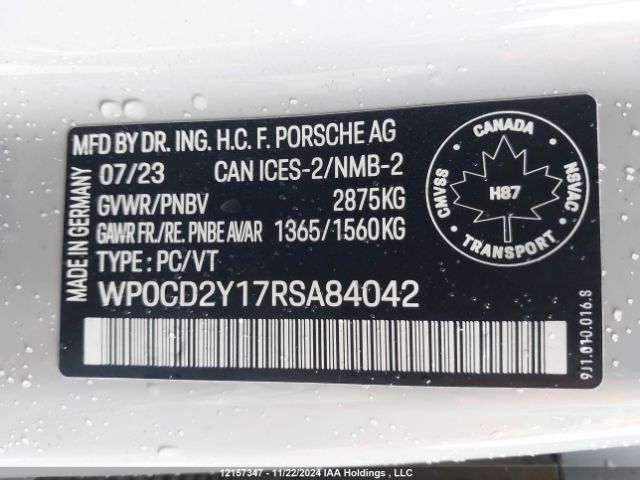 MFD BY DR. ING. H.C. F. PORSCHE AG
07/23 CAN ICES-2/NMB-2
GVWR/PNBV 2875KG
GAWR FR./RE. PNBE AV/AR 1365/1560KG
TYPE : PC/VT
WP0CD2Y17RSA84042
MADE IN GERMANY
CANADA
CMVSS
NSVAC
H87
TRANSPORT
9J1.010.016.S
12157347 - 11/22/2024 - IAA Holdings , LLC